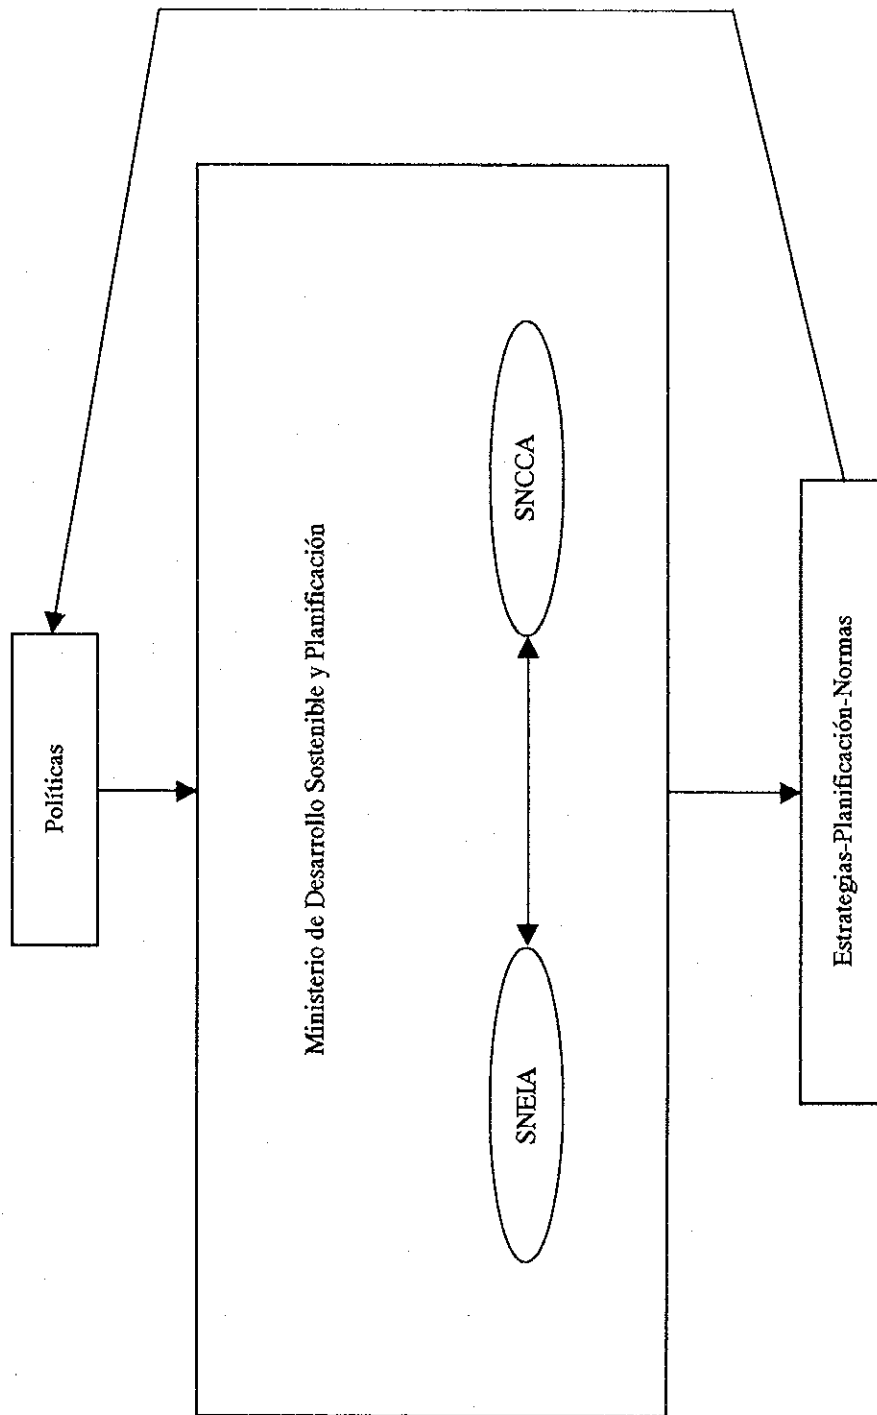 Políticas
Ministerio de Desarrollo Sostenible y Planificación
SNEIA
SNCCA
Estrategias-Planificación-Normas